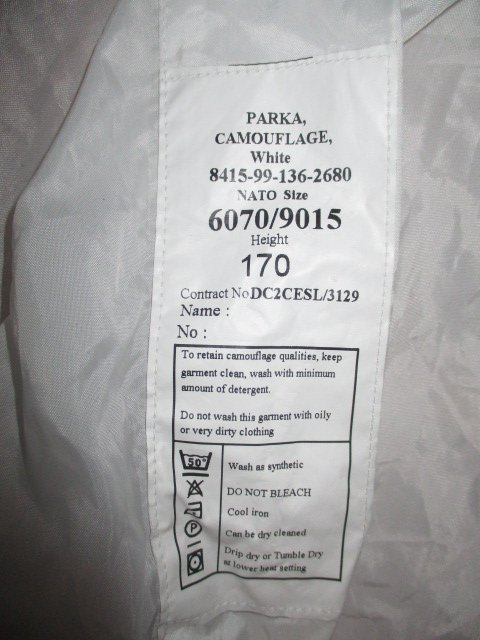 PARKA,
CAMOUFLAGE,
White
8415-99-136-2680
NATO Size
6070/9015
Height
170
Contract No DC2CESL/3129
Name :
No :
To retain camouflage qualities, keep
garment clean, wash with minimum
amount of detergent.
Do not wash this garment with oily
or very dirty clothing
50° Wash as synthetic
DO NOT BLEACH
Cool iron
P Can be dry cleaned
Drip dry or Tumble Dry
at lower heat setting